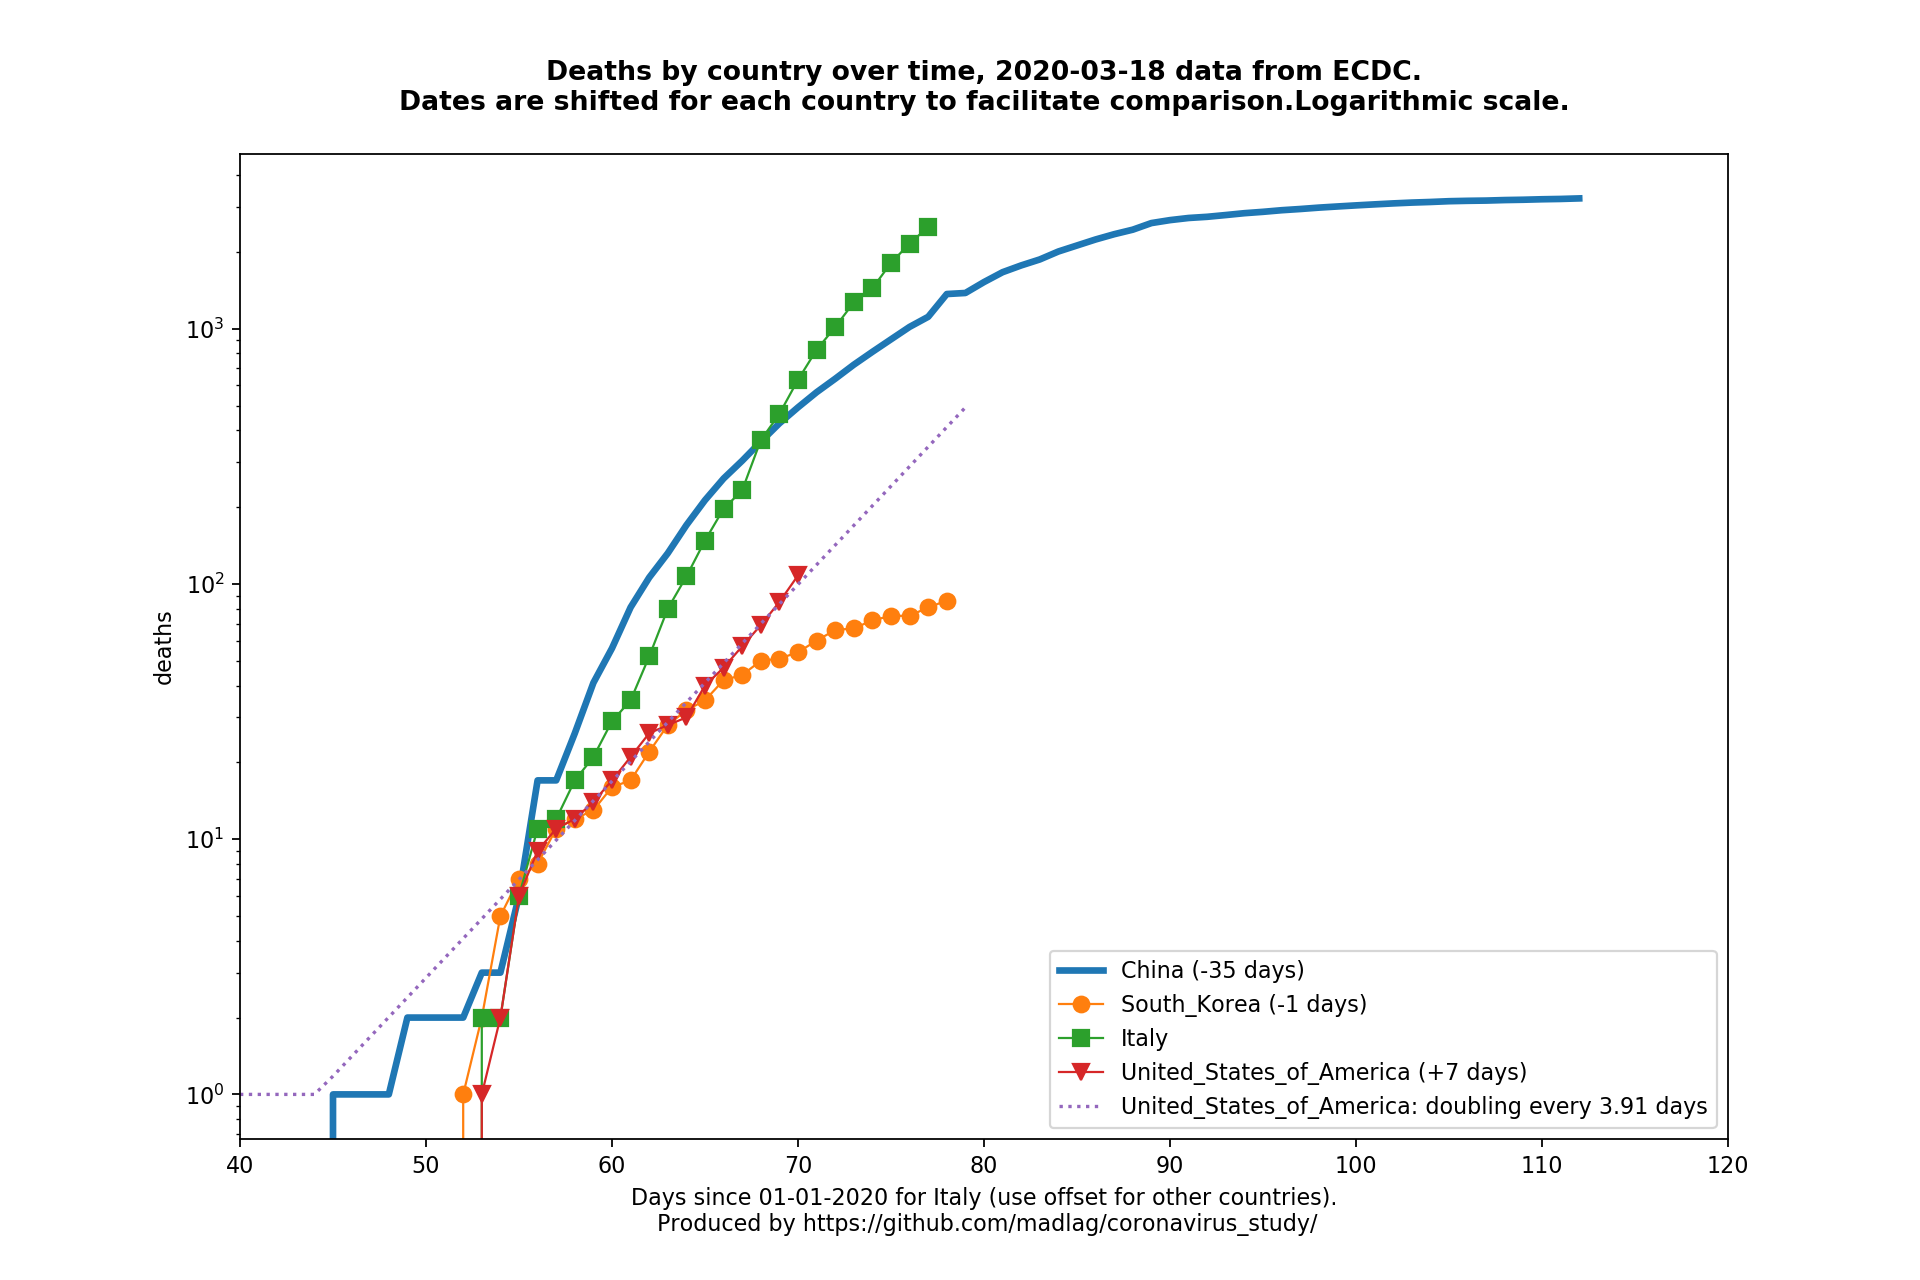 Deaths by country over time, 2020-03-18 data from ECDC.
Dates are shifted for each country to facilitate comparison.Logarithmic scale.
deaths
10³
10²
10¹
10⁰
China (-35 days)
South_Korea (-1 days)
Italy
United_States_of_America (+7 days)
United_States_of_America: doubling every 3.91 days
40 50 60 70 80 90 100 110 120
Days since 01-01-2020 for Italy (use offset for other countries).
Produced by https://github.com/madlag/coronavirus_study/